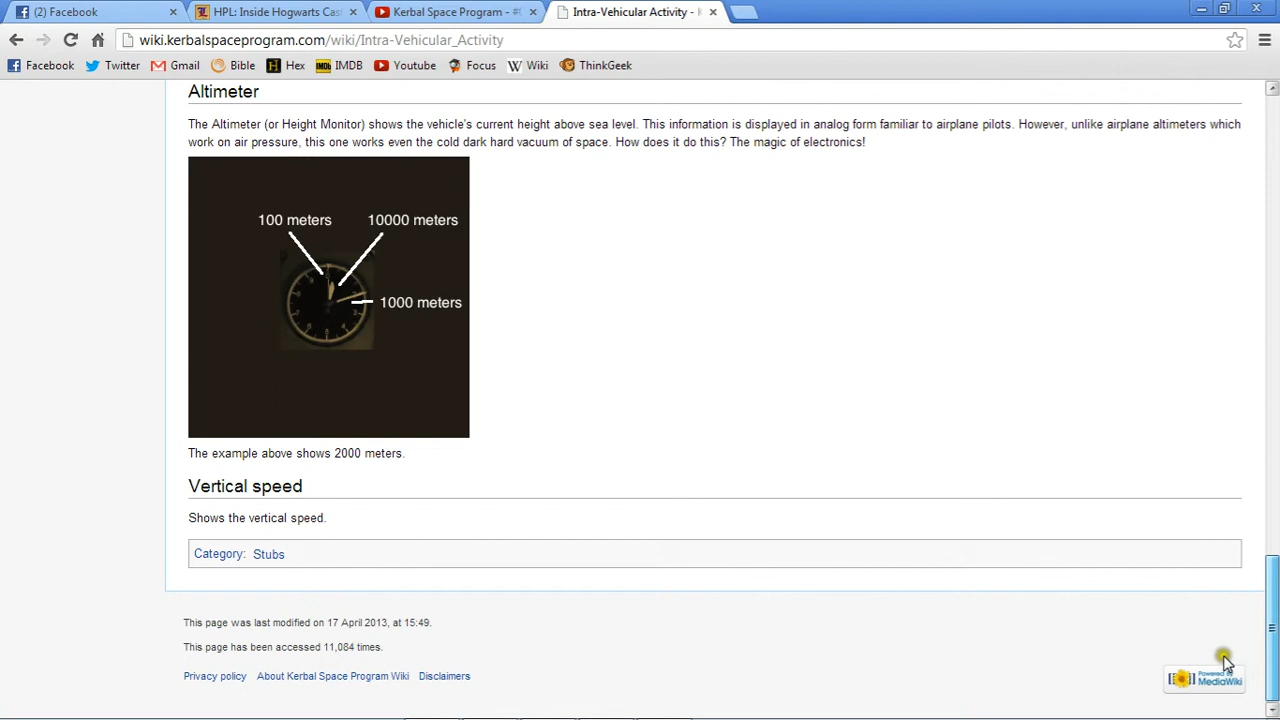 (2) Facebook
HPL: Inside Hogwarts Cas
Kerbal Space Program - #
Intra-Vehicular Activity -
wiki.kerbalspaceprogram.com/wiki/Intra-Vehicular_Activity
Facebook Twitter Gmail Bible Hex IMDB Youtube Focus Wiki ThinkGeek
Altimeter
The Altimeter (or Height Monitor) shows the vehicle's current height above sea level. This information is displayed in analog form familiar to airplane pilots. However, unlike airplane altimeters which
work on air pressure, this one works even the cold dark hard vacuum of space. How does it do this? The magic of electronics!
100 meters
10000 meters
1000 meters
The example above shows 2000 meters.
Vertical speed
Shows the vertical speed.
Category: Stubs
This page was last modified on 17 April 2013, at 15:49.
This page has been accessed 11,084 times.
Privacy policy About Kerbal Space Program Wiki Disclaimers
Powered by
MediaWiki